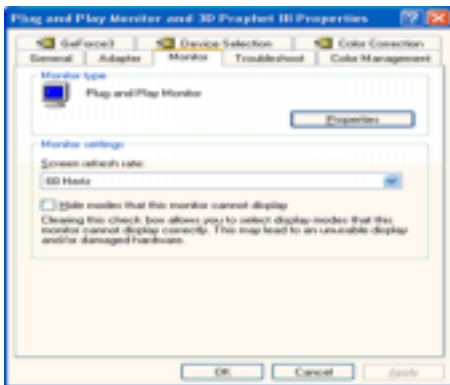 Plug and Play Monitor and 3D Prophet III Properties
GeForce3 Device Selection Color Correction
General Adapter Monitor Troubleshoot Color Management
Monitor type
Plug and Play Monitor
Properties
Monitor settings
Screen refresh rate:
60 Hertz
Hide modes that this monitor cannot display
Clearing this check box allows you to select display modes that this
monitor cannot display correctly. This may lead to an unusable display
and/or damaged hardware.
OK Cancel Apply